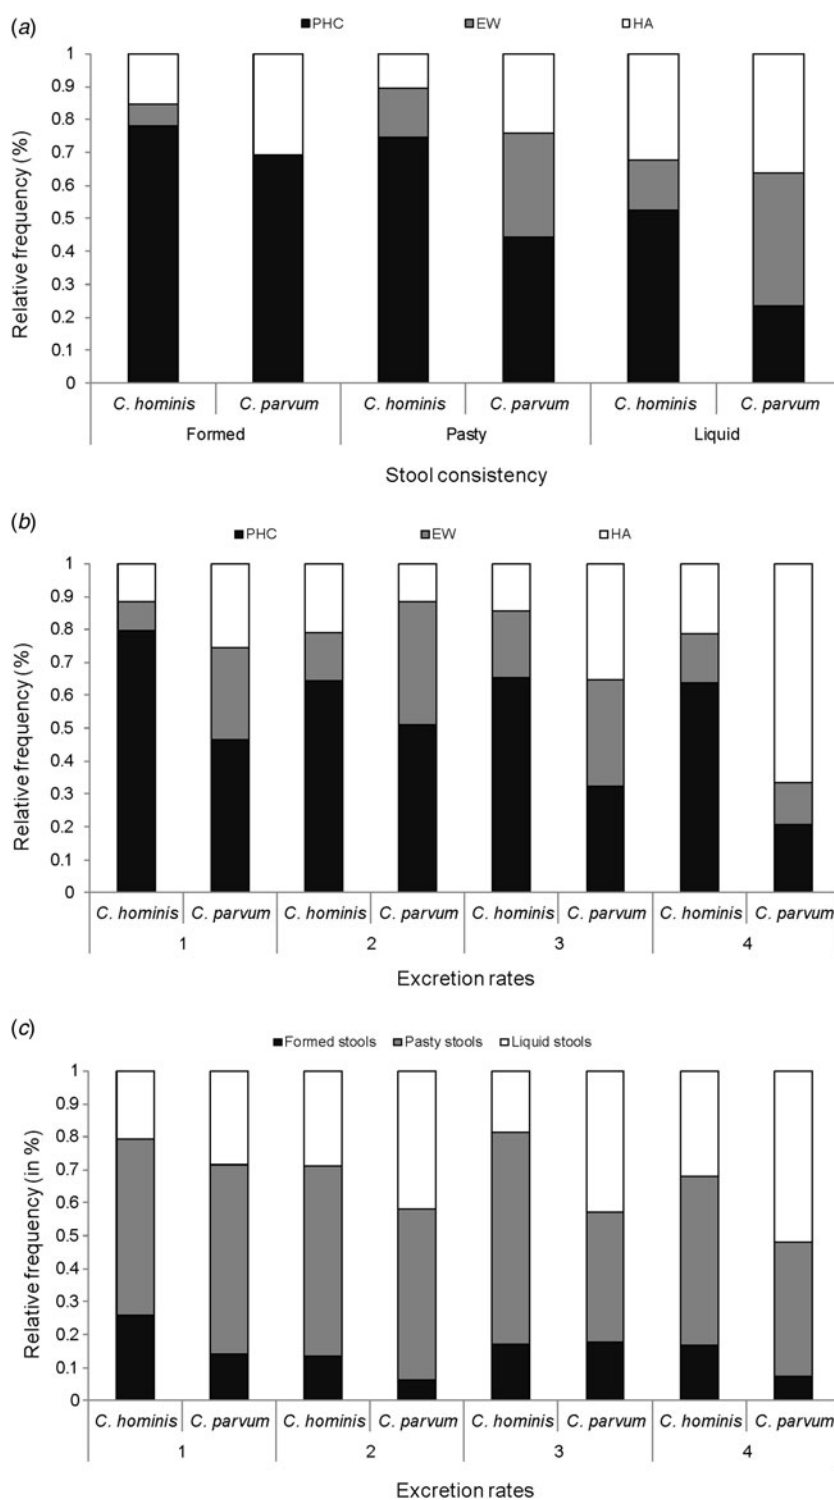 (a)
PHC EW HA
Relative frequency (%)
1
0.9
0.8
0.7
0.6
0.5
0.4
0.3
0.2
0.1
0
C. hominis C. parvum C. hominis C. parvum C. hominis C. parvum
Formed Pasty Liquid
Stool consistency
(b)
PHC EW HA
Relative frequency (%)
1
0.9
0.8
0.7
0.6
0.5
0.4
0.3
0.2
0.1
0
C. hominis C. parvum C. hominis C. parvum C. hominis C. parvum C. hominis C. parvum
1 2 3 4
Excretion rates
(c)
Formed stools Pasty stools Liquid stools
Relative frequency (in %)
1
0.9
0.8
0.7
0.6
0.5
0.4
0.3
0.2
0.1
0
C. hominis C. parvum C. hominis C. parvum C. hominis C. parvum C. hominis C. parvum
1 2 3 4
Excretion rates